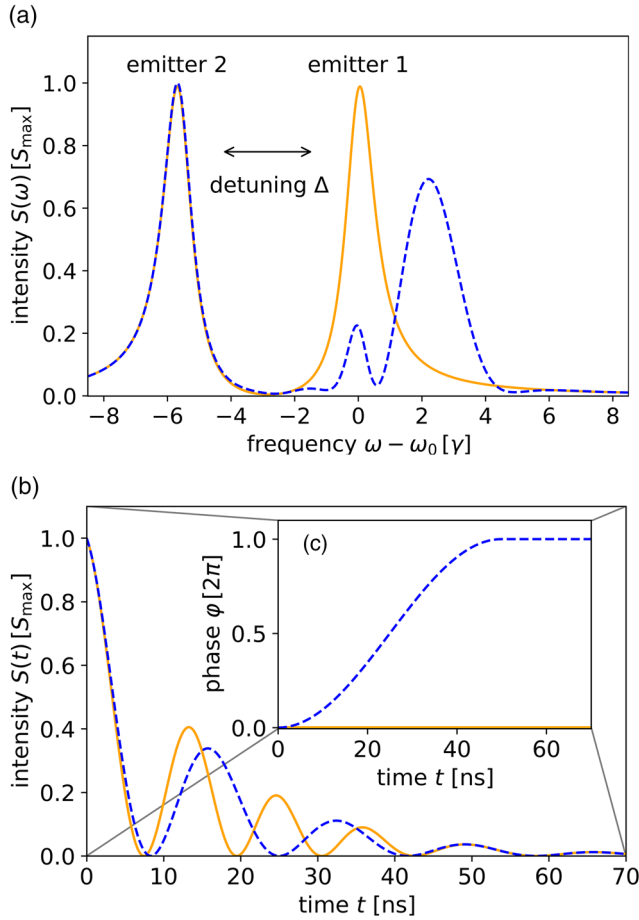 (a)
emitter 2
emitter 1
detuning Δ
intensity S(ω) [Smax]
1.0
0.8
0.6
0.4
0.2
0.0
−8 −6 −4 −2 0 2 4 6 8
frequency ω − ω0 [γ]
(b)
intensity S(t) [Smax]
1.0
0.8
0.6
0.4
0.2
0.0
(c)
phase φ [2π]
1.0
0.5
0.0
0 20 40 60
time t [ns]
0 10 20 30 40 50 60 70
time t [ns]